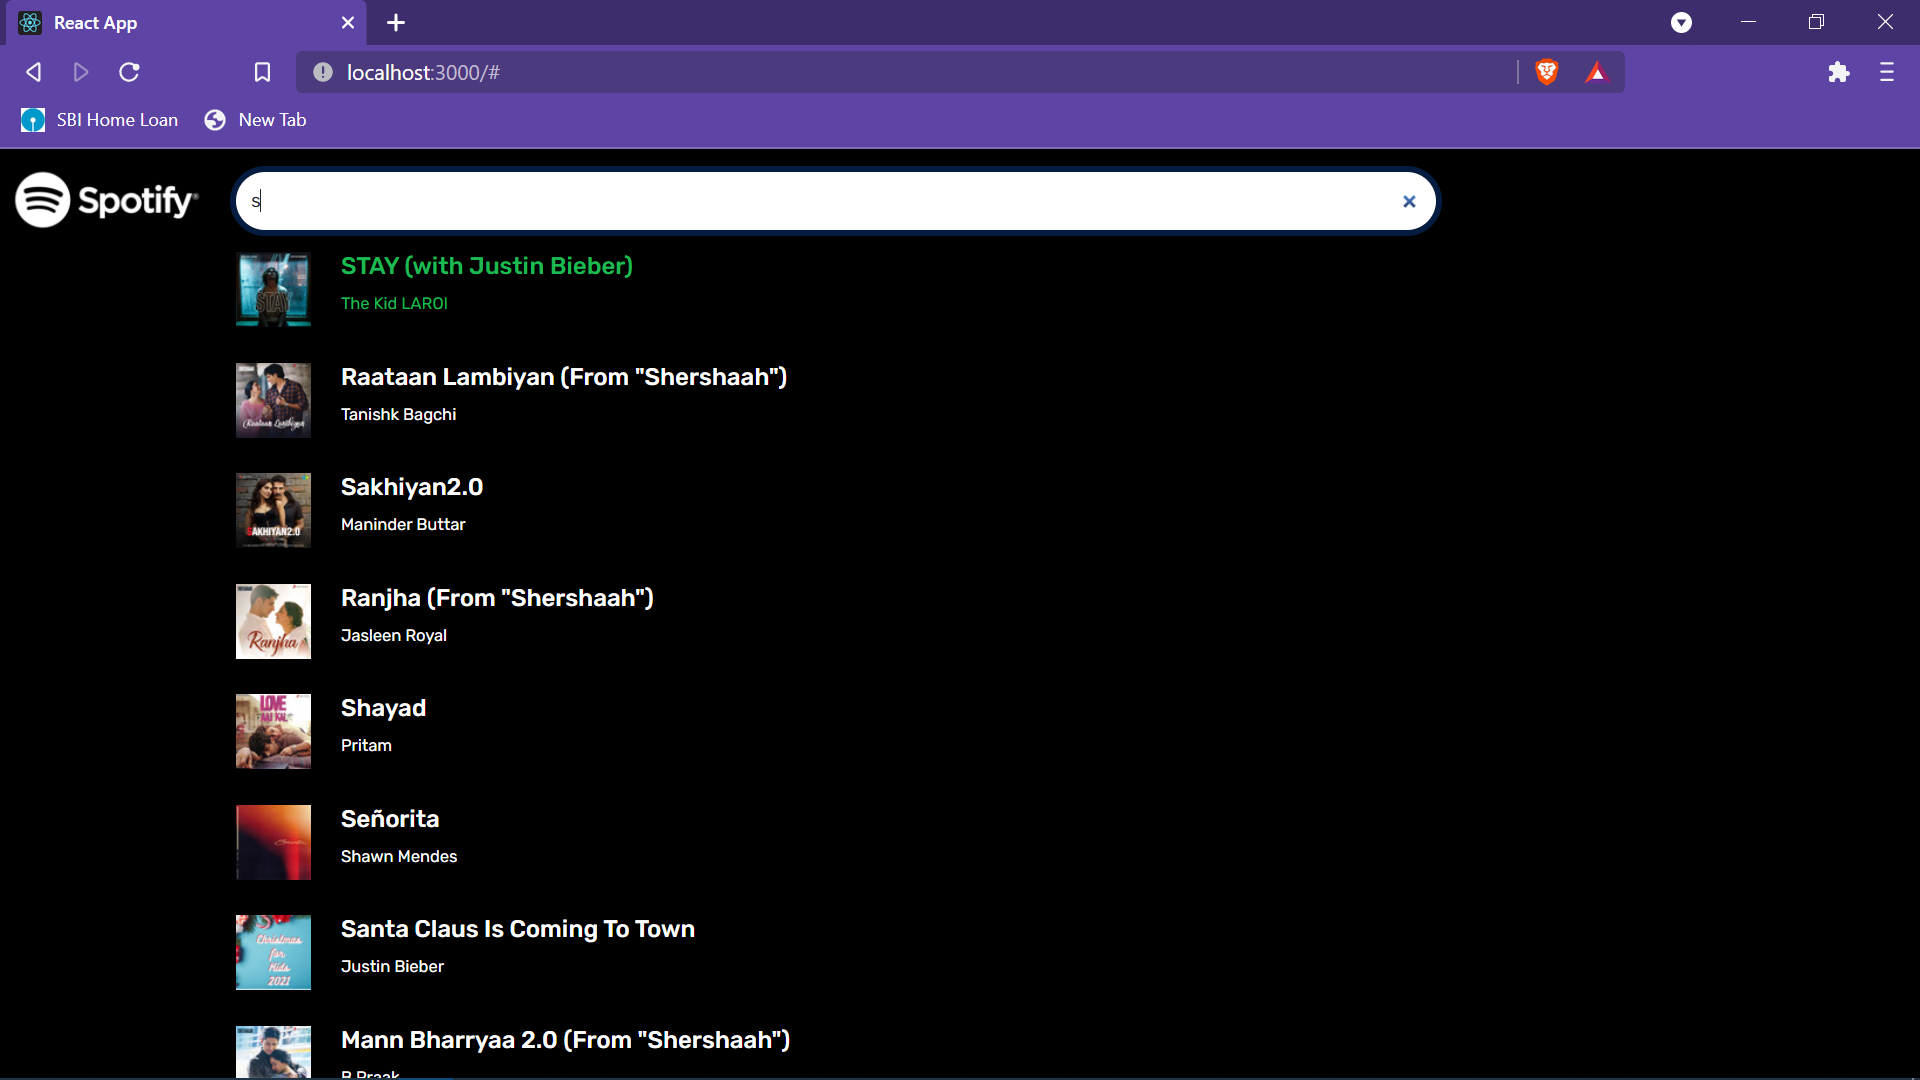 React App
localhost:3000/#
SBI Home Loan
New Tab
Spotify®
s
STAY (with Justin Bieber)
The Kid LAROI
STAY
Raataan Lambiyan (From "Shershaah")
Tanishk Bagchi
Raataan Lambiyan
Sakhiyan2.0
Maninder Buttar
SAKHIYAN2.0
Ranjha (From "Shershaah")
Jasleen Royal
Ranjha
Shayad
Pritam
LOVE
AAJ KAL
Señorita
Shawn Mendes
Santa Claus Is Coming To Town
Justin Bieber
Christmas
for
Kids
2021
Mann Bharryaa 2.0 (From "Shershaah")
B Praak